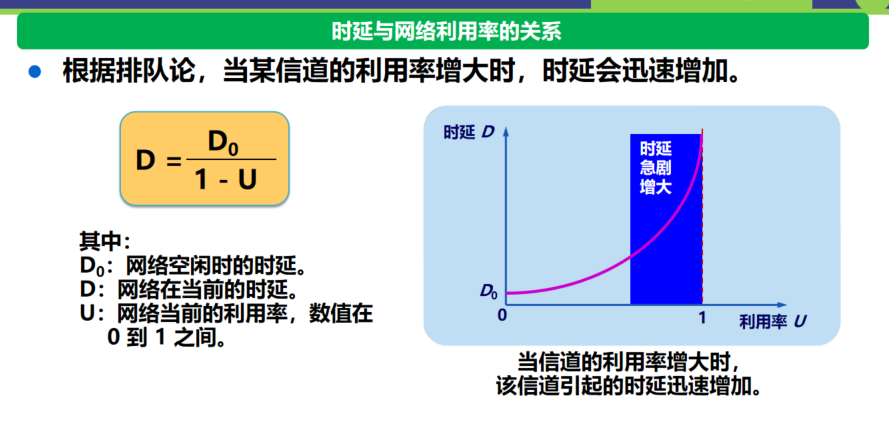 时延与网络利用率的关系
根据排队论，当某信道的利用率增大时，时延会迅速增加。
D = D₀
1 - U
其中：
D₀：网络空闲时的时延。
D：网络在当前的时延。
U：网络当前的利用率，数值在
0 到 1 之间。
时延 D
时延
急剧
增大
D₀
0
1
利用率 U
当信道的利用率增大时，
该信道引起的时延迅速增加。